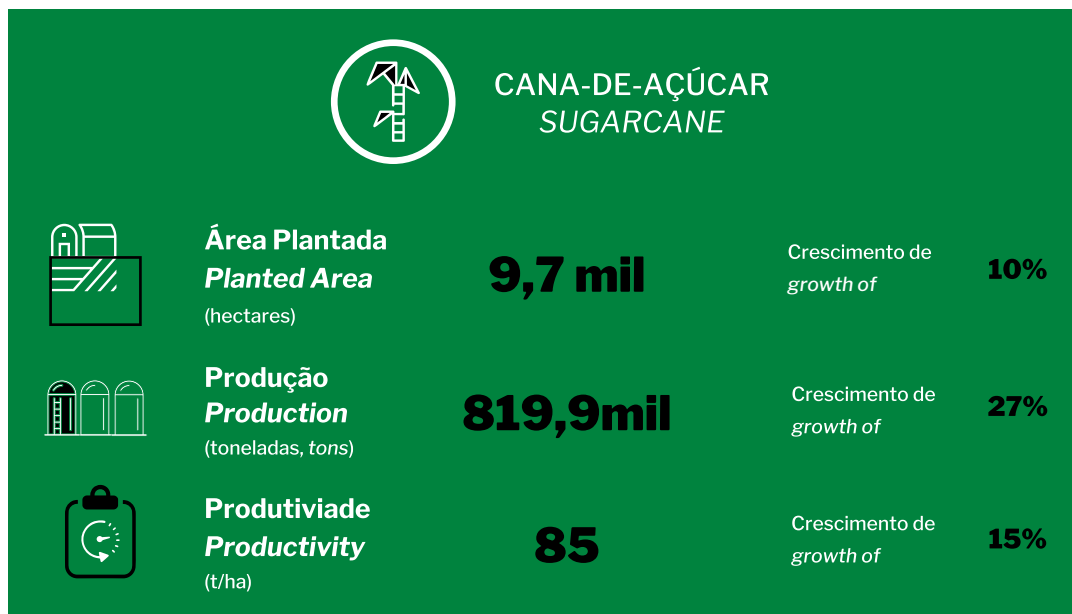 CANA-DE-AÇÚCAR
SUGARCANE
Área Plantada
Planted Area
(hectares)
9,7 mil
Crescimento de
growth of
10%
Produção
Production
(toneladas, tons)
819,9mil
Crescimento de
growth of
27%
Produtiviade
Productivity
(t/ha)
85
Crescimento de
growth of
15%